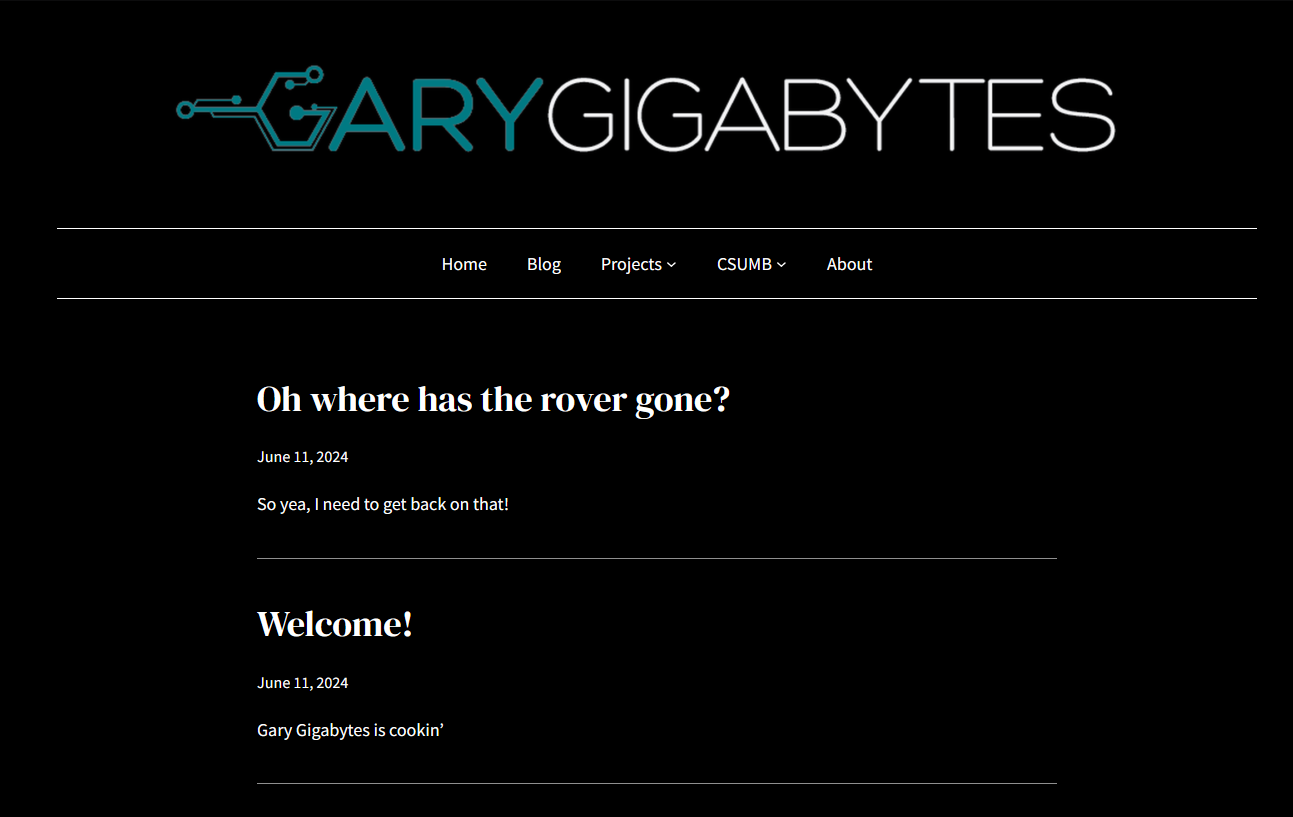 GARYGIGABYTES
Home Blog Projects CSUMB About
Oh where has the rover gone?
June 11, 2024
So yea, I need to get back on that!
Welcome!
June 11, 2024
Gary Gigabytes is cookin’